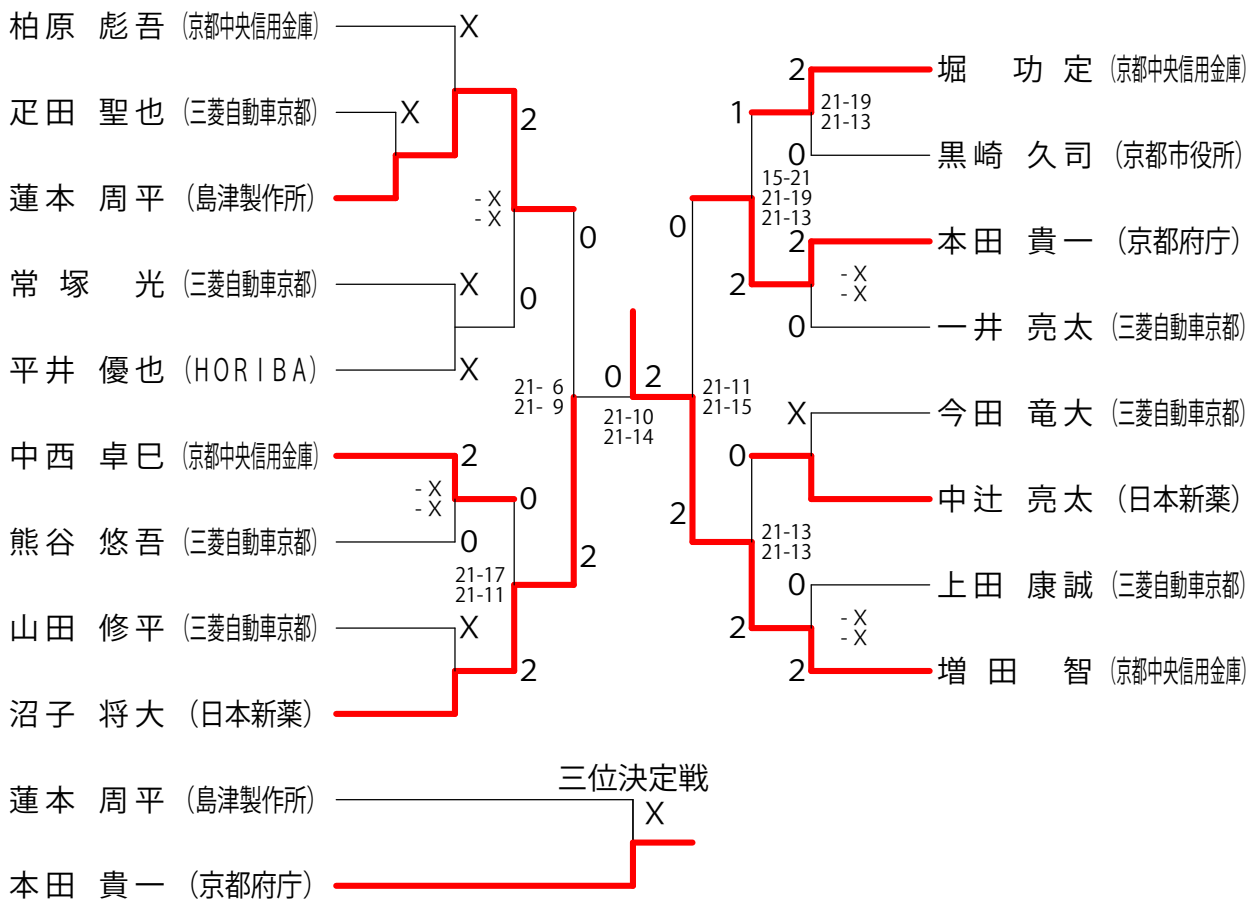 柏原 彪吾 (京都中央信用金庫)
X
疋田 聖也 (三菱自動車京都)
X
2
蓮本 周平 (島津製作所)
- X
- X
0
常塚 光 (三菱自動車京都)
X
0
平井 優也 (HORIBA)
X
21- 6
21- 9
中西 卓巳 (京都中央信用金庫)
2
- X
- X
0
熊谷 悠吾 (三菱自動車京都)
0
2
21-17
21-11
山田 修平 (三菱自動車京都)
X
2
沼子 将大 (日本新薬)
0 2
21-10
21-14
2
堀 功定 (京都中央信用金庫)
1
21-19
21-13
0
黒崎 久司 (京都市役所)
15-21
21-19
21-13
0
2
本田 貴一 (京都府庁)
2
- X
- X
0
一井 亮太 (三菱自動車京都)
21-11
21-15
X
今田 竜大 (三菱自動車京都)
0
中辻 亮太 (日本新薬)
2
21-13
21-13
0
上田 康誠 (三菱自動車京都)
2
- X
- X
2
増田 智 (京都中央信用金庫)
三位決定戦
蓮本 周平 (島津製作所)
X
本田 貴一 (京都府庁)